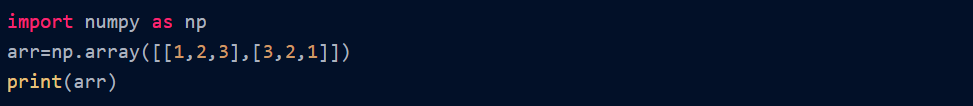 import numpy as np
arr=np.array([[1,2,3],[3,2,1]])
print(arr)